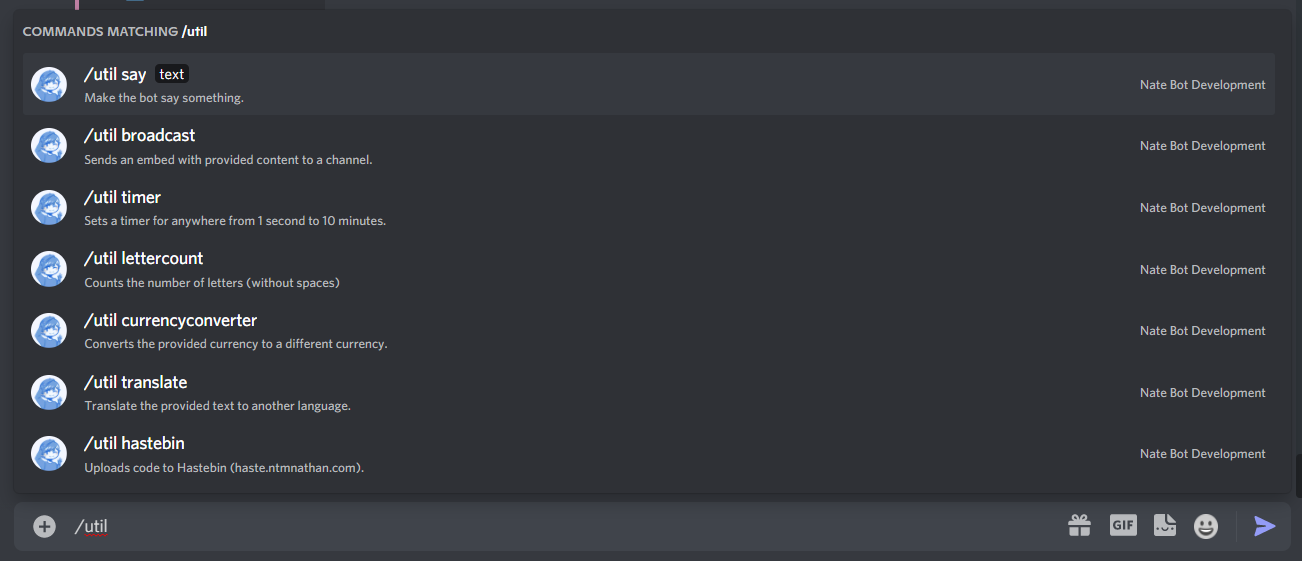 COMMANDS MATCHING /util
/util say text
Make the bot say something.
Nate Bot Development
/util broadcast
Sends an embed with provided content to a channel.
Nate Bot Development
/util timer
Sets a timer for anywhere from 1 second to 10 minutes.
Nate Bot Development
/util lettercount
Counts the number of letters (without spaces)
Nate Bot Development
/util currencyconverter
Converts the provided currency to a different currency.
Nate Bot Development
/util translate
Translate the provided text to another language.
Nate Bot Development
/util hastebin
Uploads code to Hastebin (haste.ntmnathan.com).
Nate Bot Development
/util
GIF